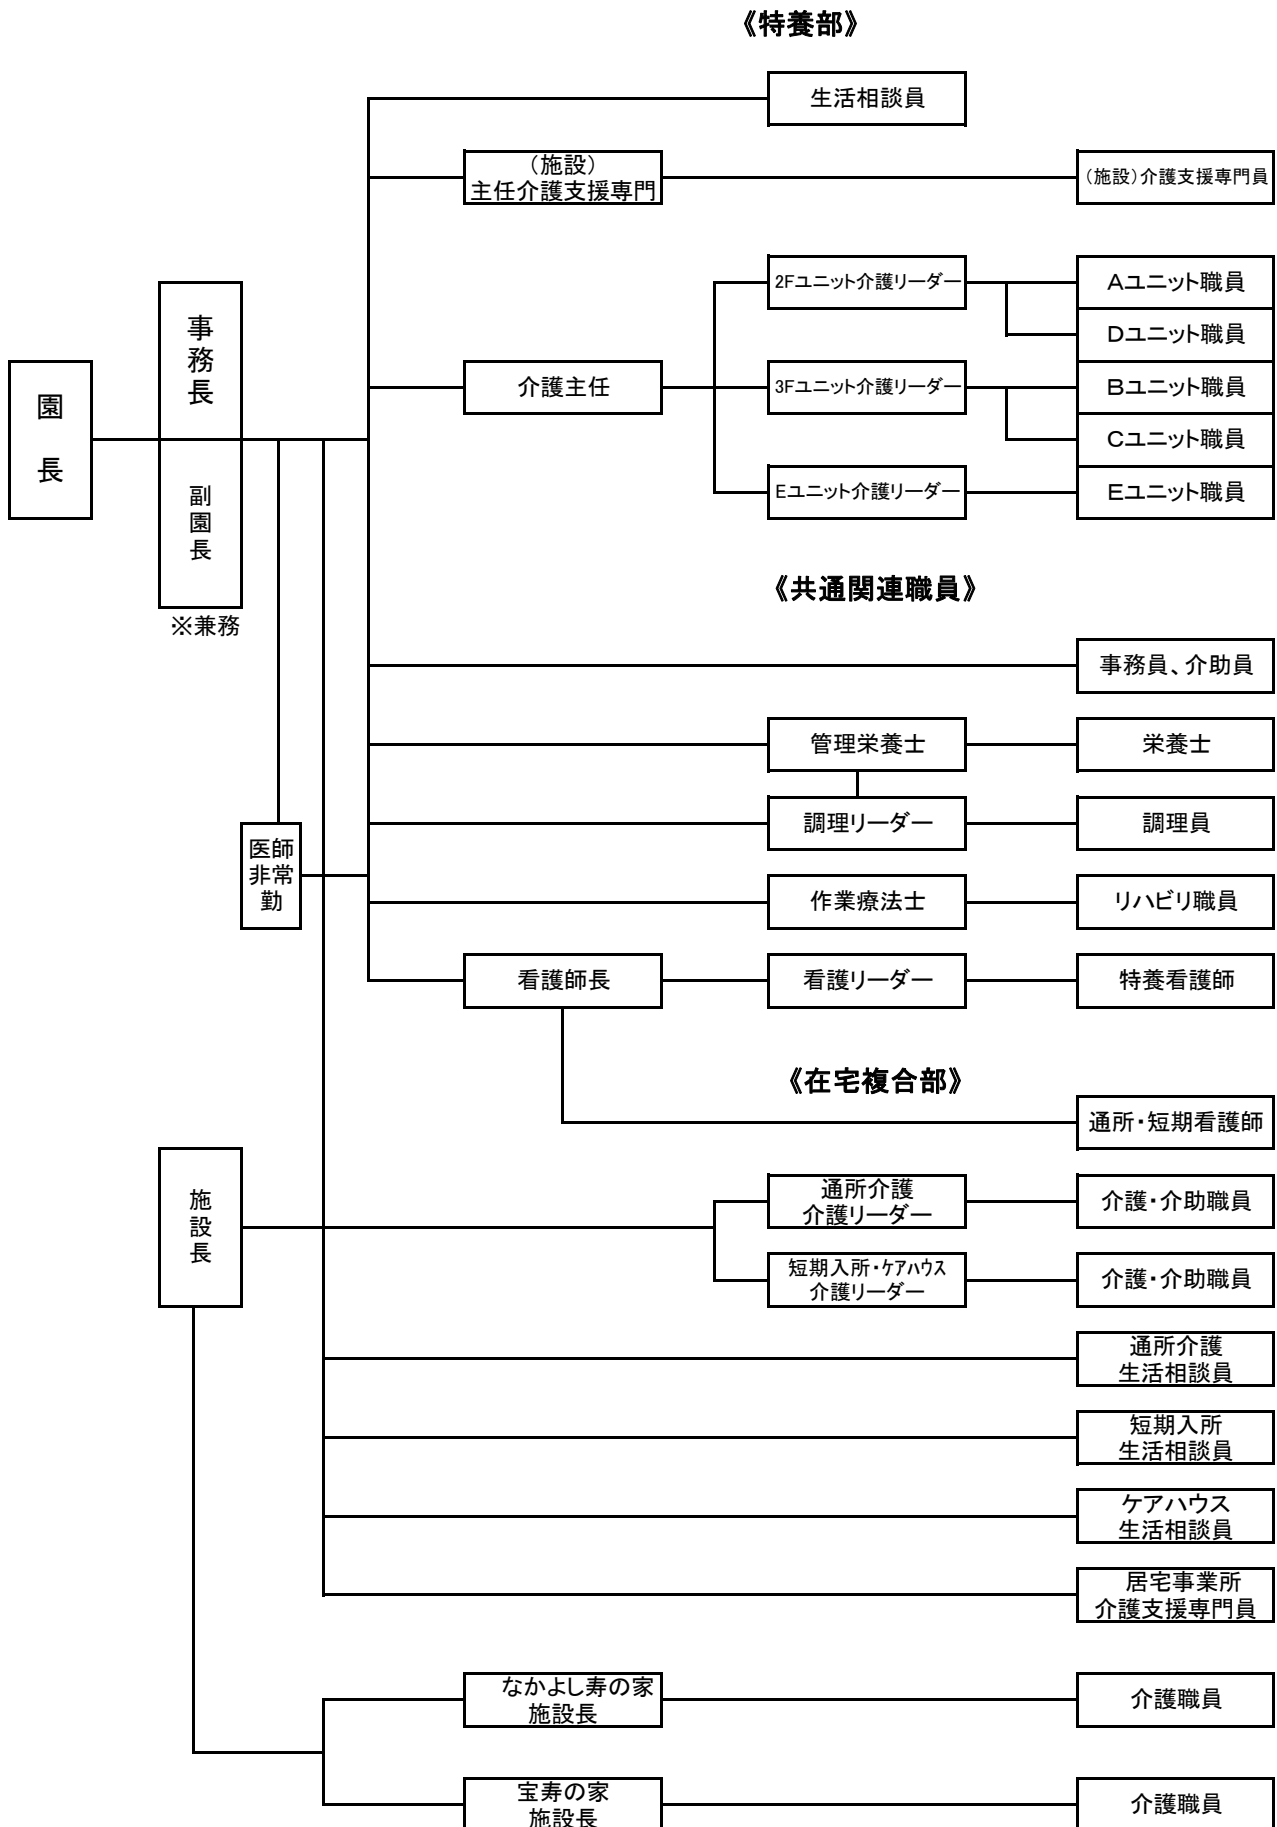 《特養部》
生活相談員
(施設)
主任介護支援専門
(施設)介護支援専門員
2Fユニット介護リーダー
Aユニット職員
Dユニット職員
事務長
園長
介護主任
3Fユニット介護リーダー
Bユニット職員
Cユニット職員
副園長
Eユニット介護リーダー
Eユニット職員
※兼務
《共通関連職員》
事務員、介助員
管理栄養士
栄養士
調理リーダー
調理員
医師
非常
勤
作業療法士
リハビリ職員
看護師長
看護リーダー
特養看護師
《在宅複合部》
通所・短期看護師
施設長
通所介護
介護リーダー
介護・介助職員
短期入所・ケアハウス
介護リーダー
介護・介助職員
通所介護
生活相談員
短期入所
生活相談員
ケアハウス
生活相談員
居宅事業所
介護支援専門員
なかよし寿の家
施設長
介護職員
宝寿の家
施設長
介護職員